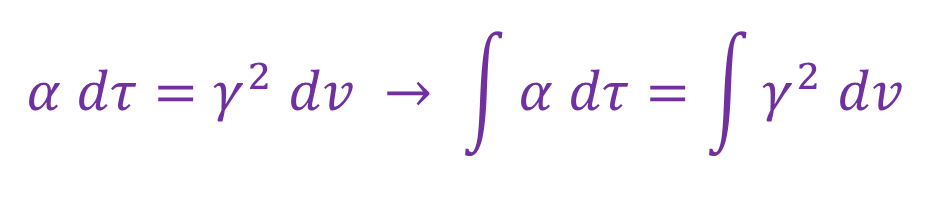 α dτ = γ² dv → ∫ α dτ = ∫ γ² dv